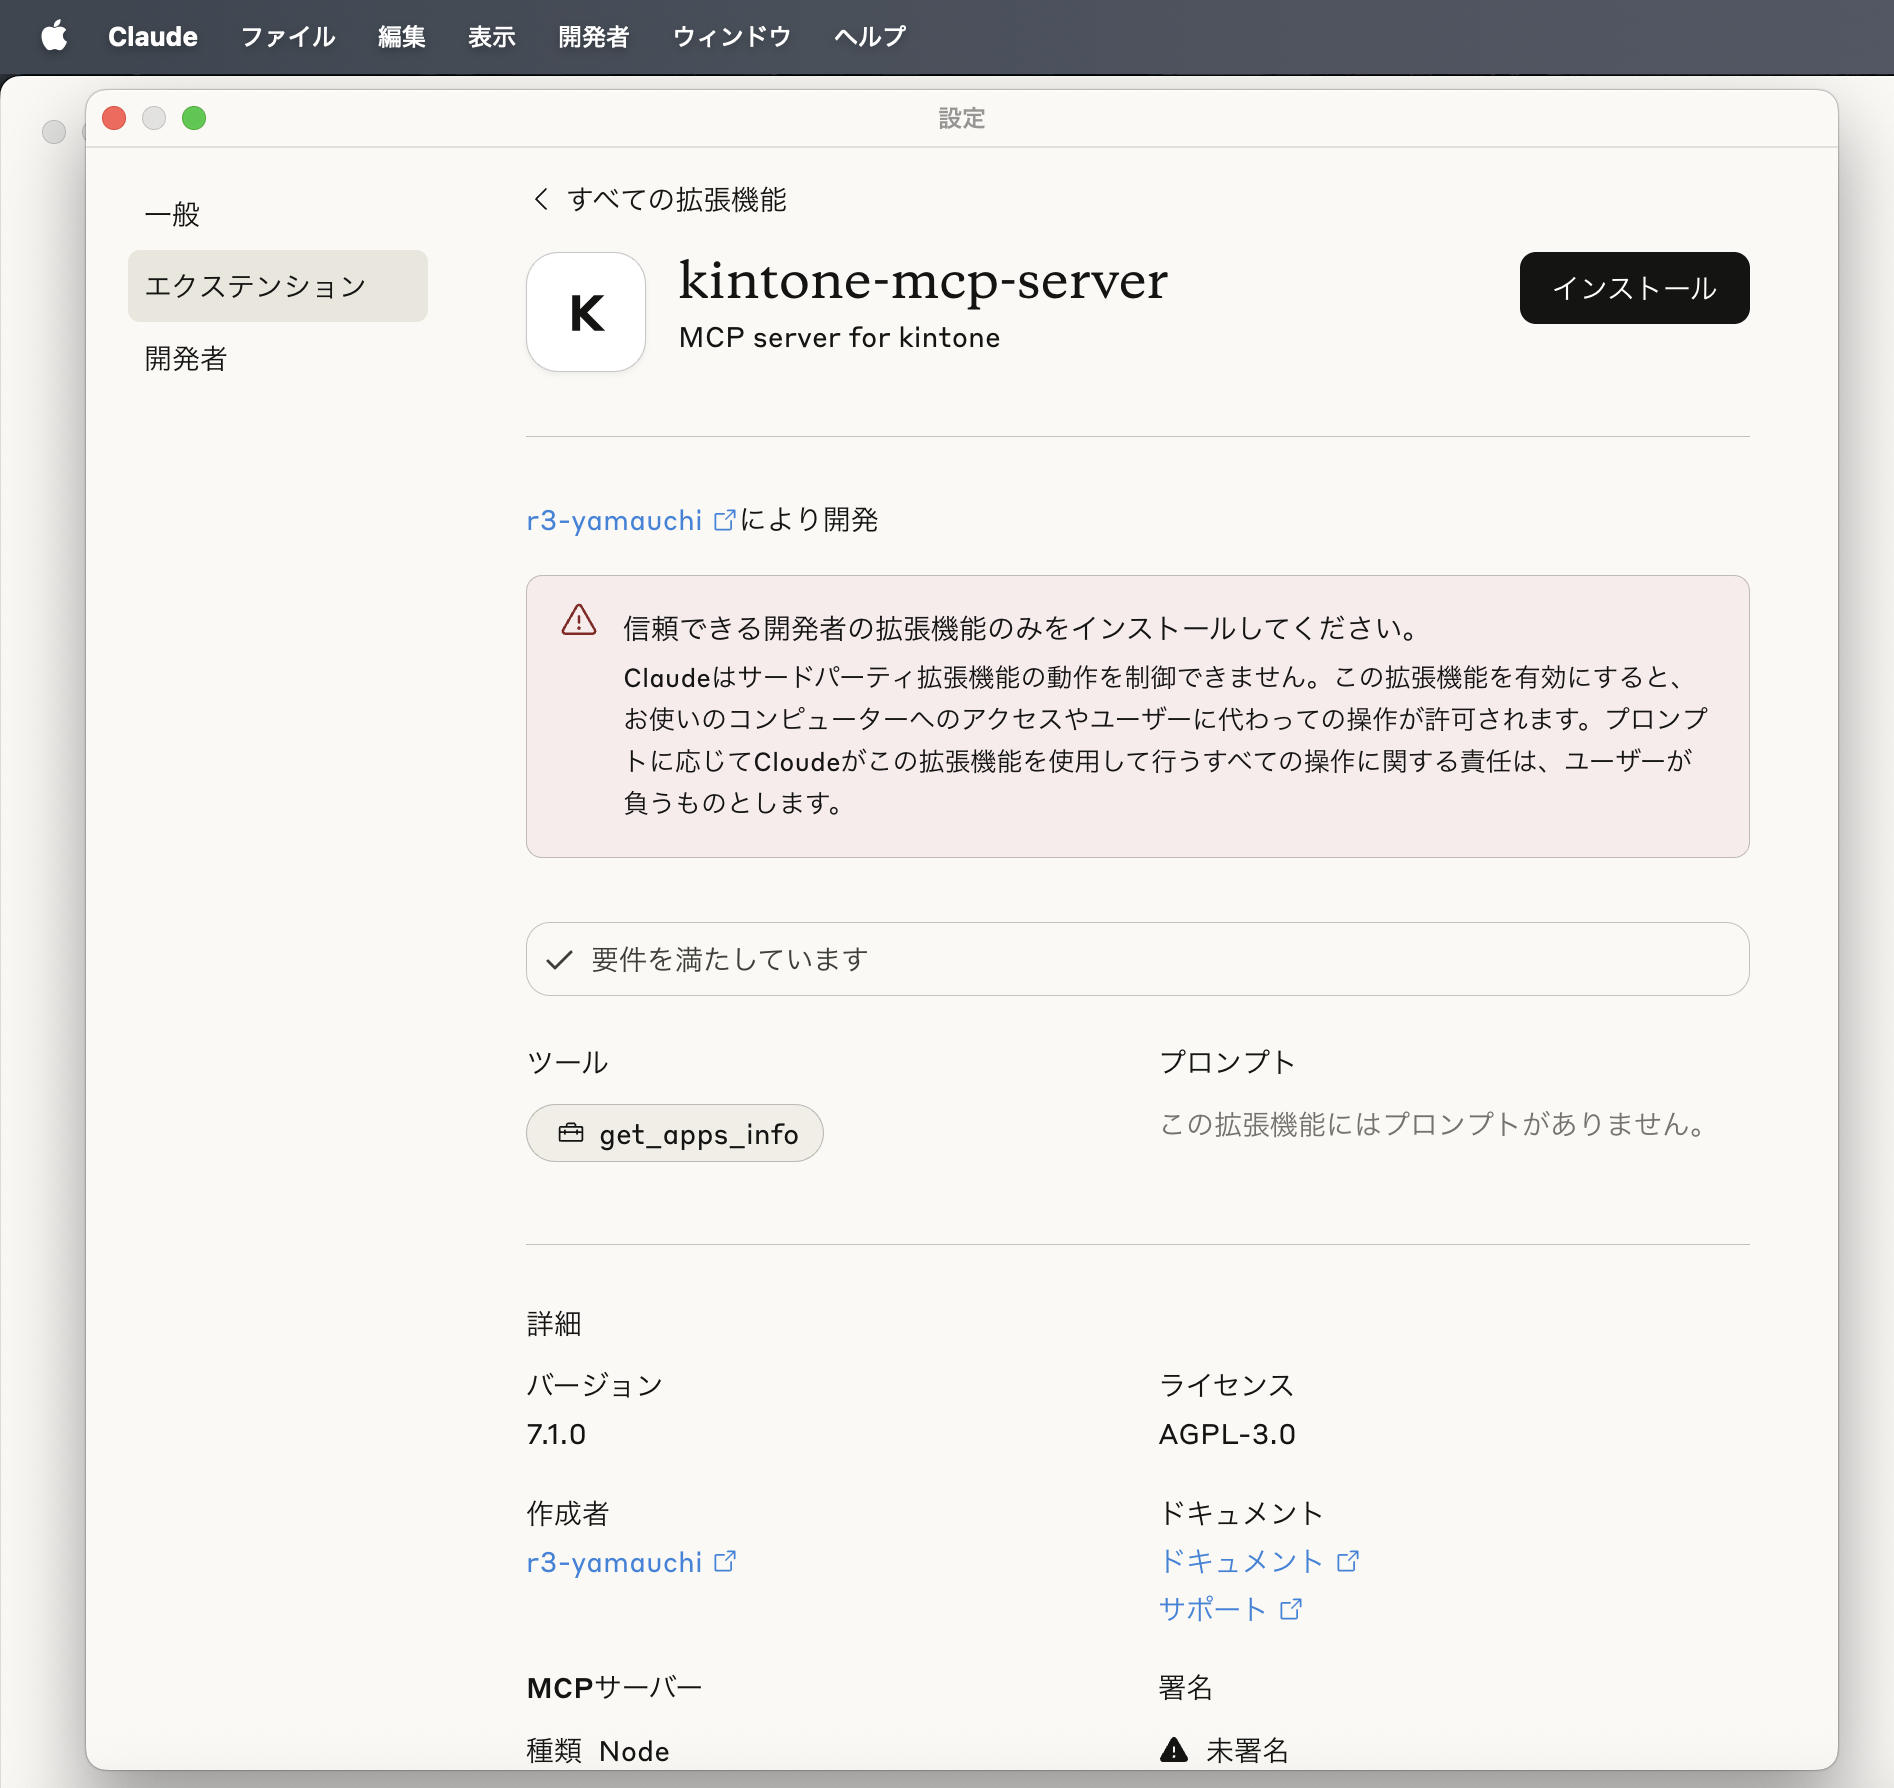 Claude ファイル 編集 表示 開発者 ウィンドウ ヘルプ
設定
一般
エクステンション
開発者
すべての拡張機能
K
kintone-mcp-server
MCP server for kintone
インストール
r3-yamauchi により開発
信頼できる開発者の拡張機能のみをインストールしてください。
Claudeはサードパーティ拡張機能の動作を制御できません。この拡張機能を有効にすると、
お使いのコンピューターへのアクセスやユーザーに代わっての操作が許可されます。プロンプ
トに応じてCloudeがこの拡張機能を使用して行うすべての操作に関する責任は、ユーザーが
負うものとします。
要件を満たしています
ツール
get_apps_info
プロンプト
この拡張機能にはプロンプトがありません。
詳細
バージョン
7.1.0
ライセンス
AGPL-3.0
作成者
r3-yamauchi
ドキュメント
ドキュメント
サポート
MCPサーバー
種類 Node
署名
未署名